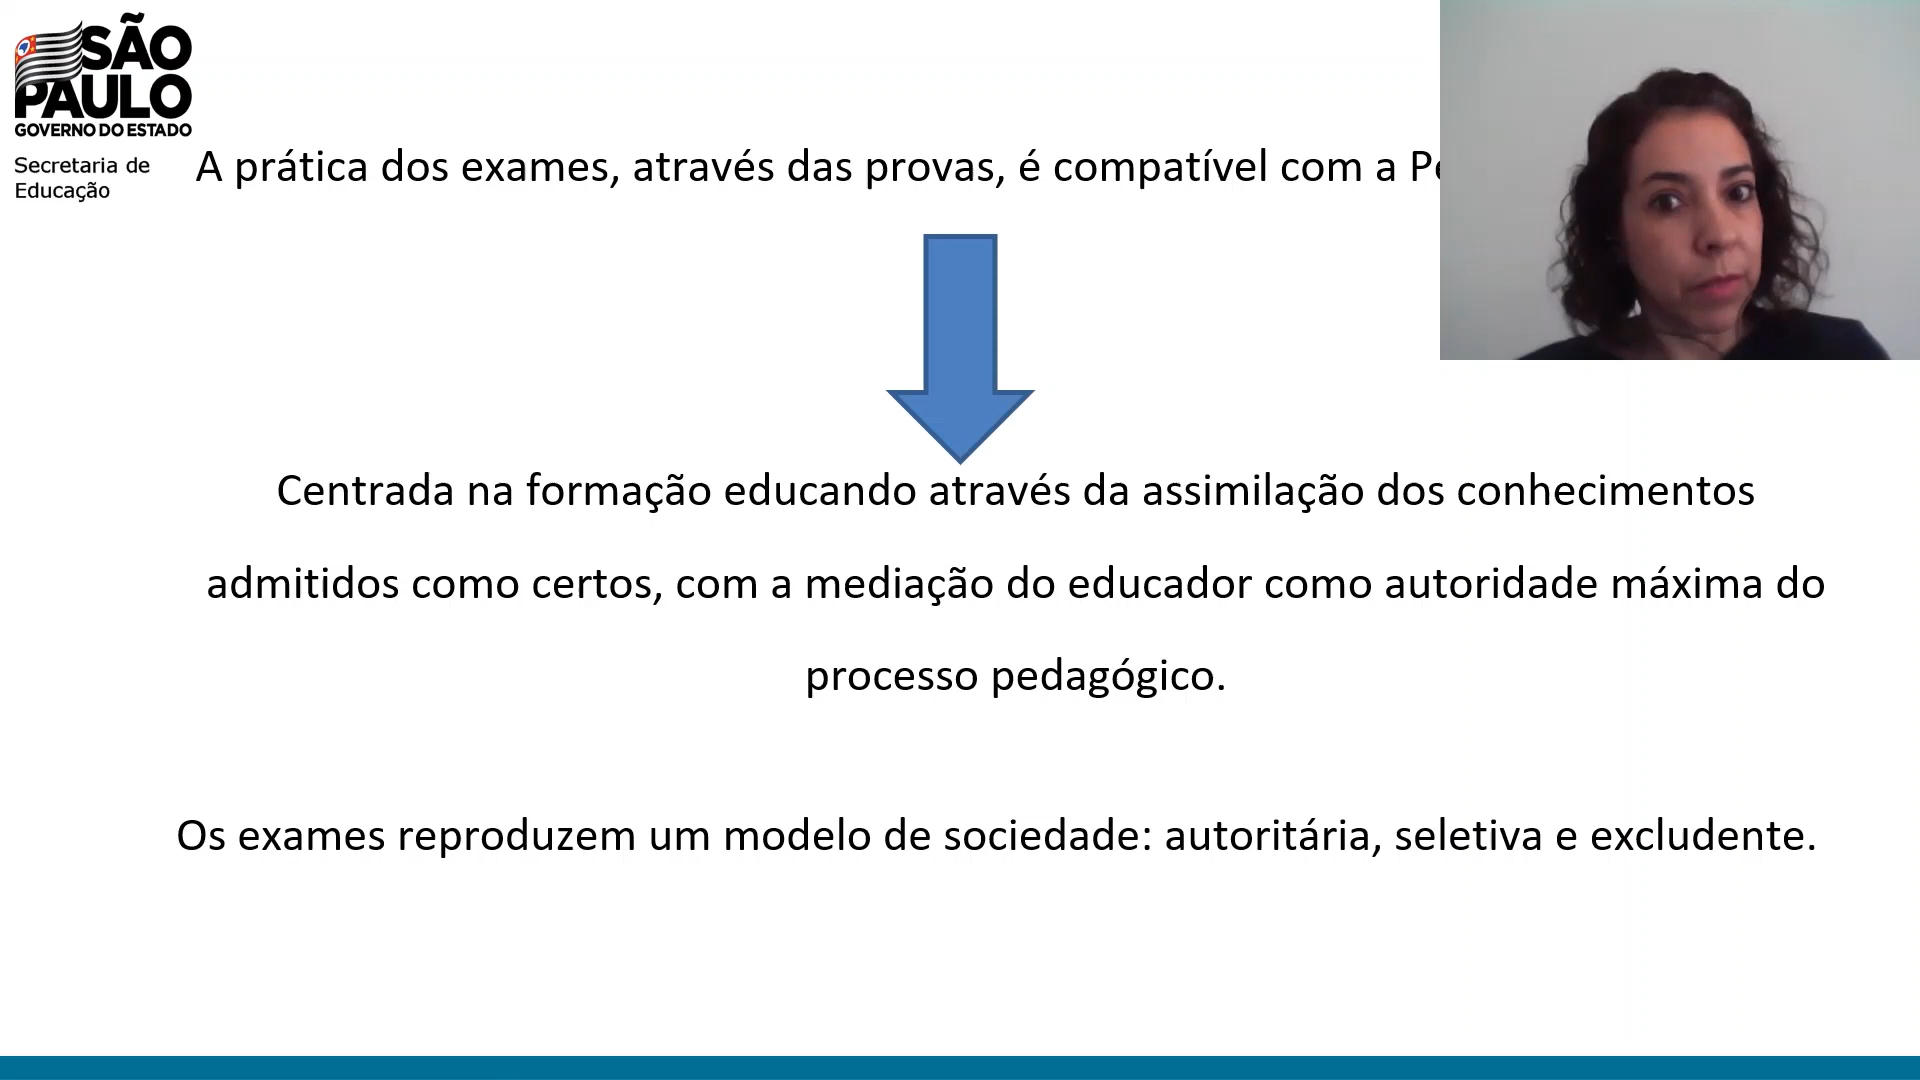 SÃO
PAULO
GOVERNO DO ESTADO
Secretaria de
Educação
A prática dos exames, através das provas, é compatível com a
Centrada na formação educando através da assimilação dos conhecimentos
admitidos como certos, com a mediação do educador como autoridade máxima do
processo pedagógico.
Os exames reproduzem um modelo de sociedade: autoritária, seletiva e excludente.